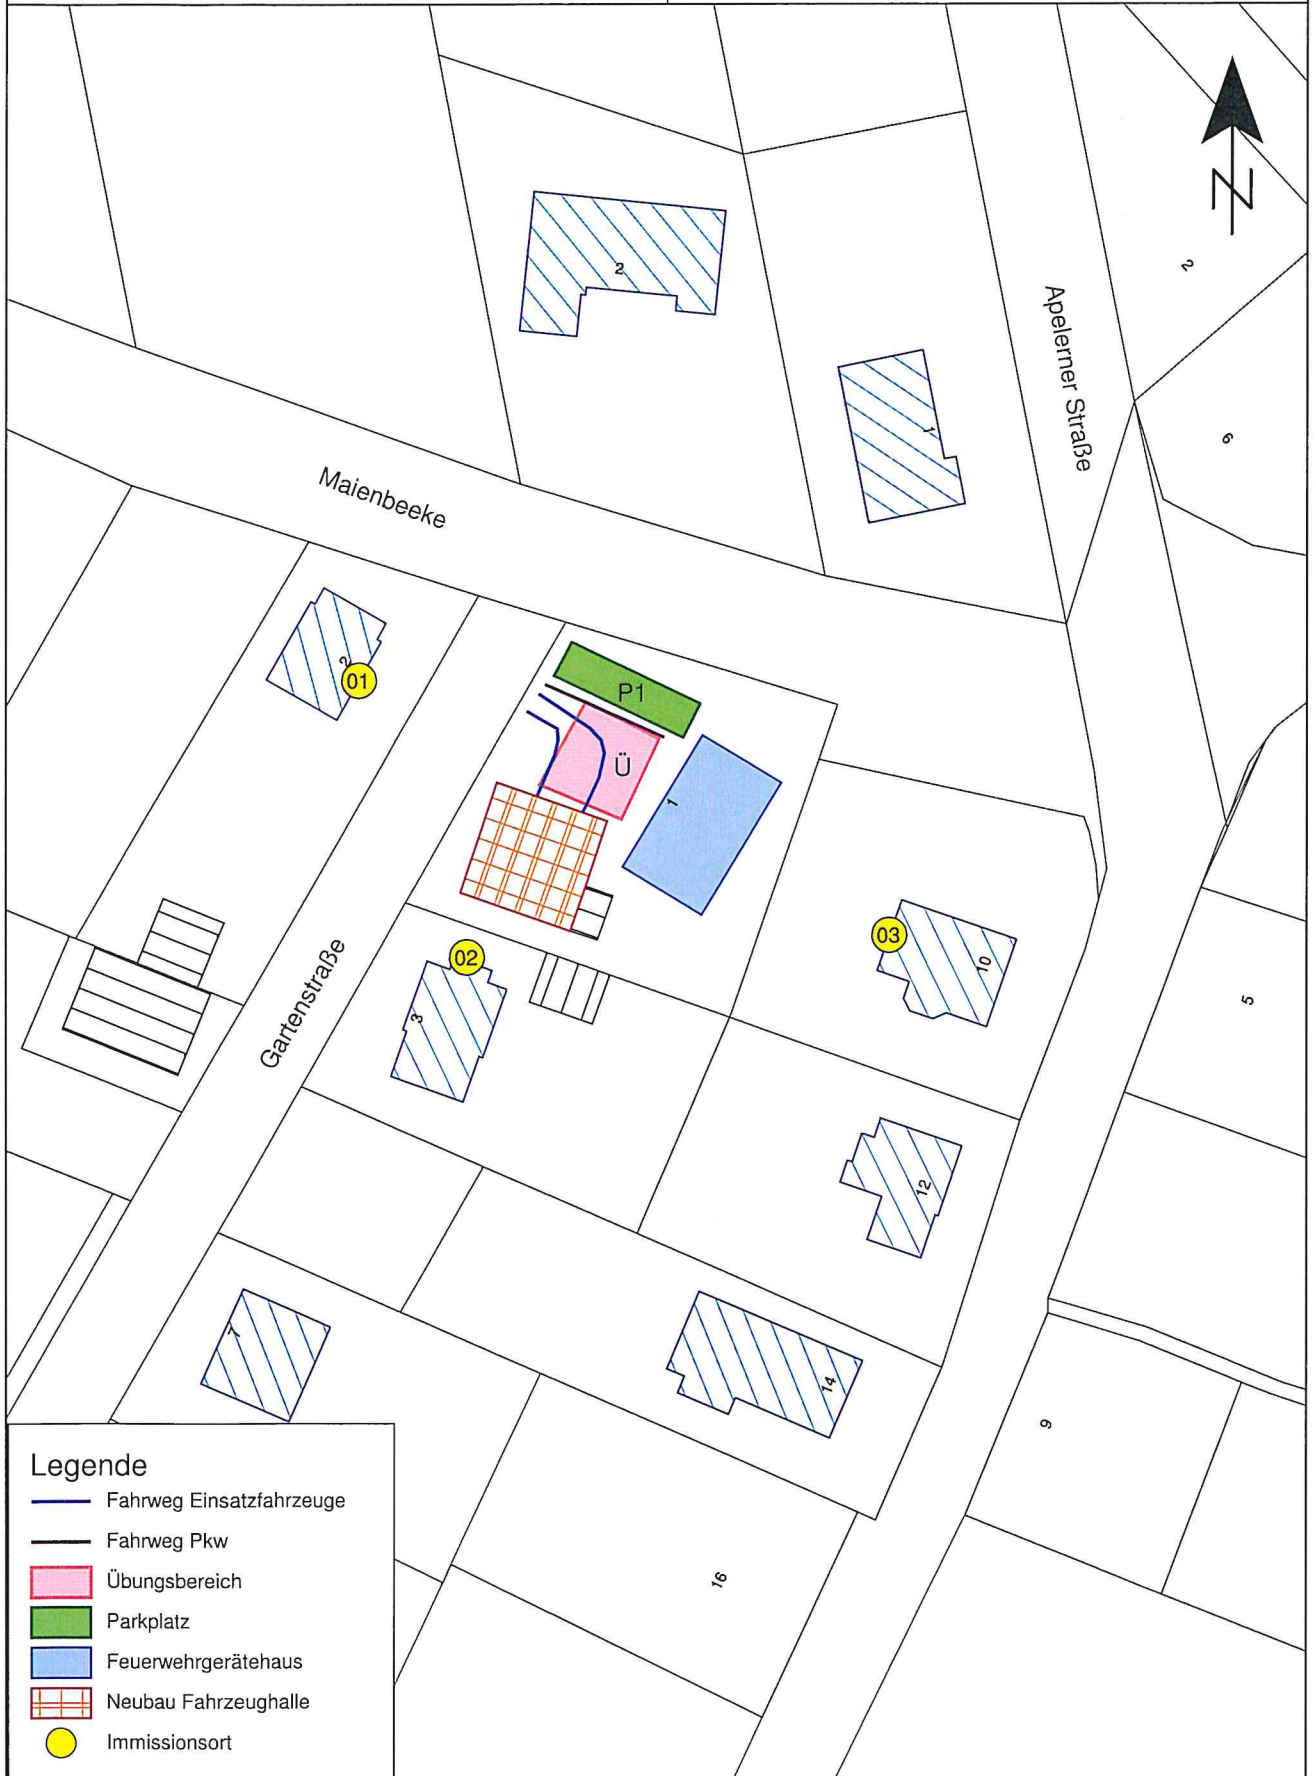 N
2
2
Apelerner Straße
1
6
Maienbeeke
2
01
P1
Ü
1
03
10
02
3
5
Gartenstraße
12
7
14
9
16
Legende
Fahrweg Einsatzfahrzeuge
Fahrweg Pkw
Übungsbereich
Parkplatz
Feuerwehrgerätehaus
Neubau Fahrzeughalle
Immissionsort